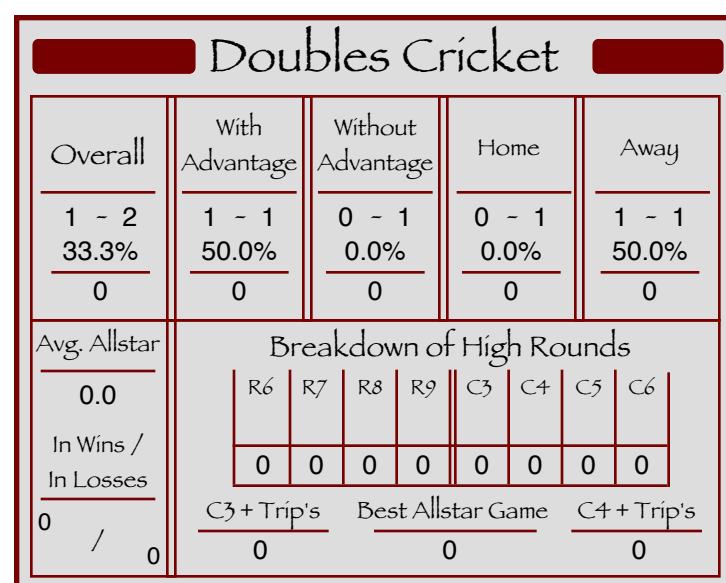 Doubles Cricket
Overall
With
Advantage
Without
Advantage
Home
Away
1 ~ 2
1 ~ 1
0 ~ 1
0 ~ 1
1 ~ 1
33.3%
50.0%
0.0%
0.0%
50.0%
0
0
0
0
0
Avg. Allstar
0.0
In Wins /
In Losses
0
/
0
Breakdown of High Rounds
R6 R7 R8 R9 C3 C4 C5 C6
0 0 0 0 0 0 0 0
C3 + Trip's
Best Allstar Game
C4 + Trip's
0
0
0